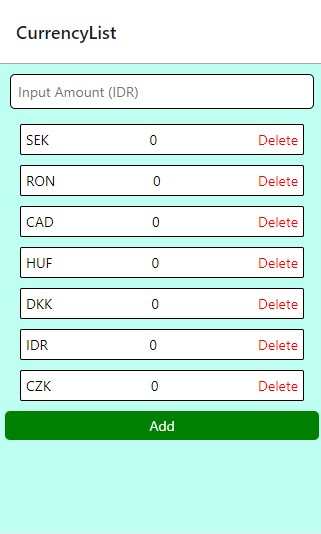 CurrencyList
Input Amount (IDR)
SEK 0 Delete
RON 0 Delete
CAD 0 Delete
HUF 0 Delete
DKK 0 Delete
IDR 0 Delete
CZK 0 Delete
Add